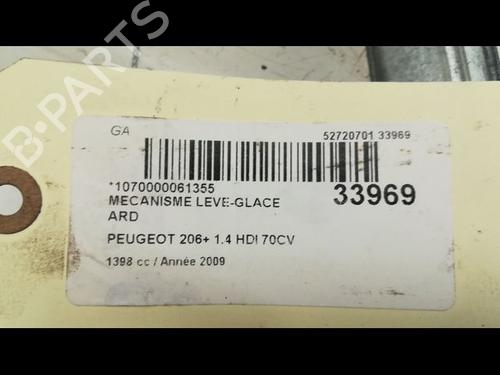 GA
52720701 33969
*1070000061355
MECANISME LEVE-GLACE
33969
ARD
PEUGEOT 206+ 1.4 HDI 70CV
1398 cc / Année 2009
B-PARTS